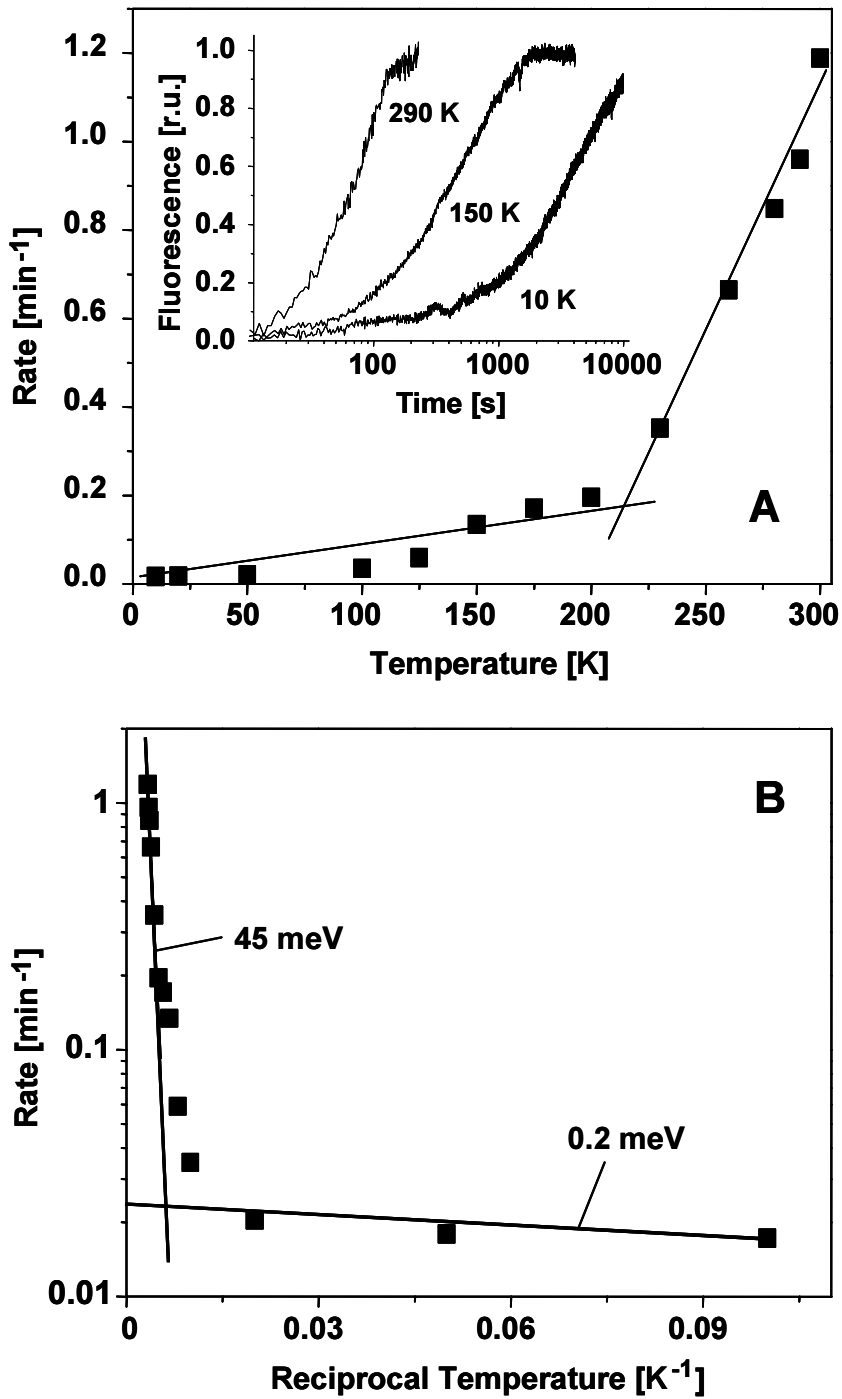 1.2
1.0
0.8
0.6
0.4
0.2
0.0
Rate [min-1]
1.0
0.8
0.6
0.4
0.2
0.0
Fluorescence [r.u.]
290 K
150 K
10 K
100 1000 10000
Time [s]
A
0 50 100 150 200 250 300
Temperature [K]
B
1
0.1
0.01
Rate [min-1]
45 meV
0.2 meV
0 0.03 0.06 0.09
Reciprocal Temperature [K-1]